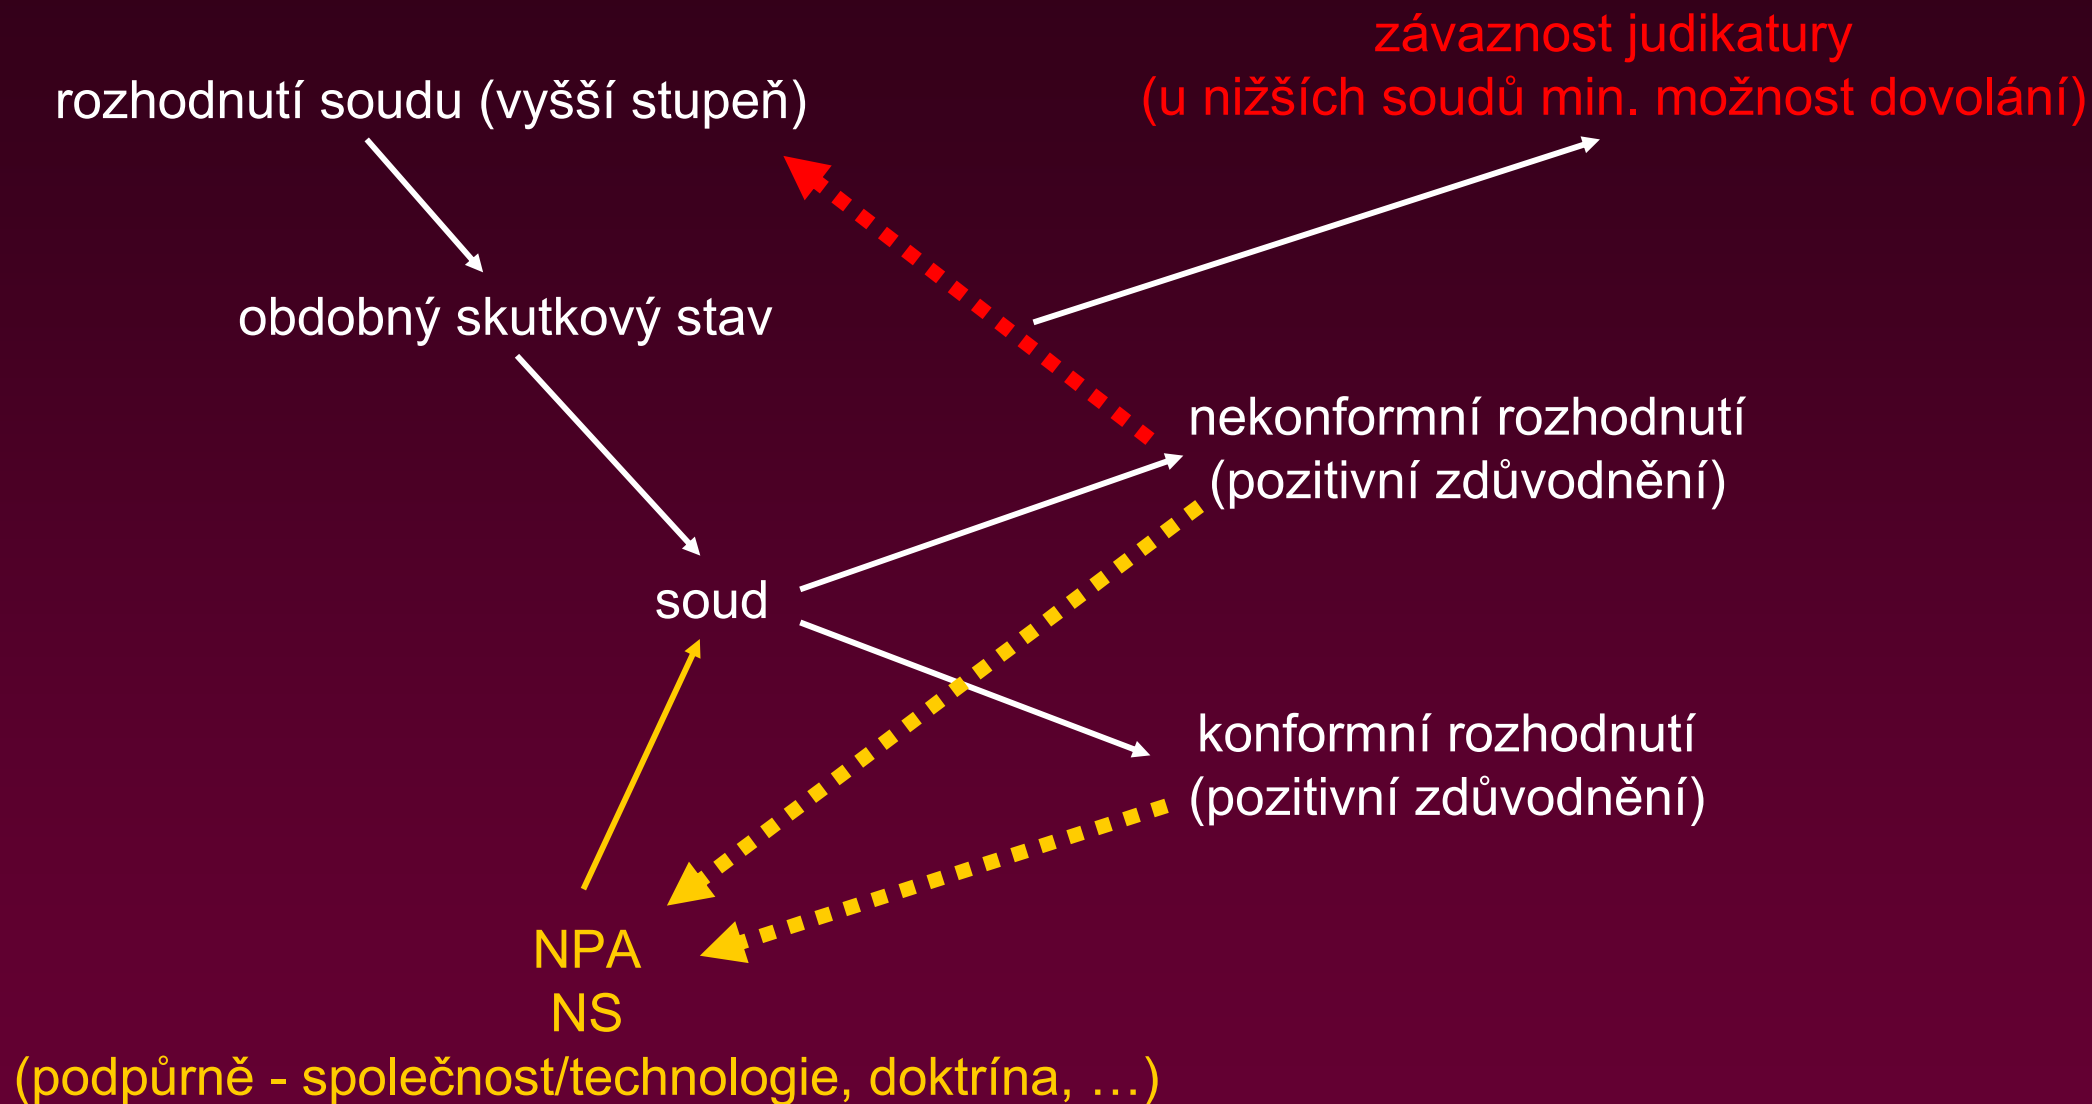 závaznost judikatury
(u nižších soudů min. možnost dovolání)
rozhodnutí soudu (vyšší stupeň)
obdobný skutkový stav
nekonformní rozhodnutí
(pozitivní zdůvodnění)
soud
konformní rozhodnutí
(pozitivní zdůvodnění)
NPA
NS
(podpůrně - společnost/technologie, doktrína, …)